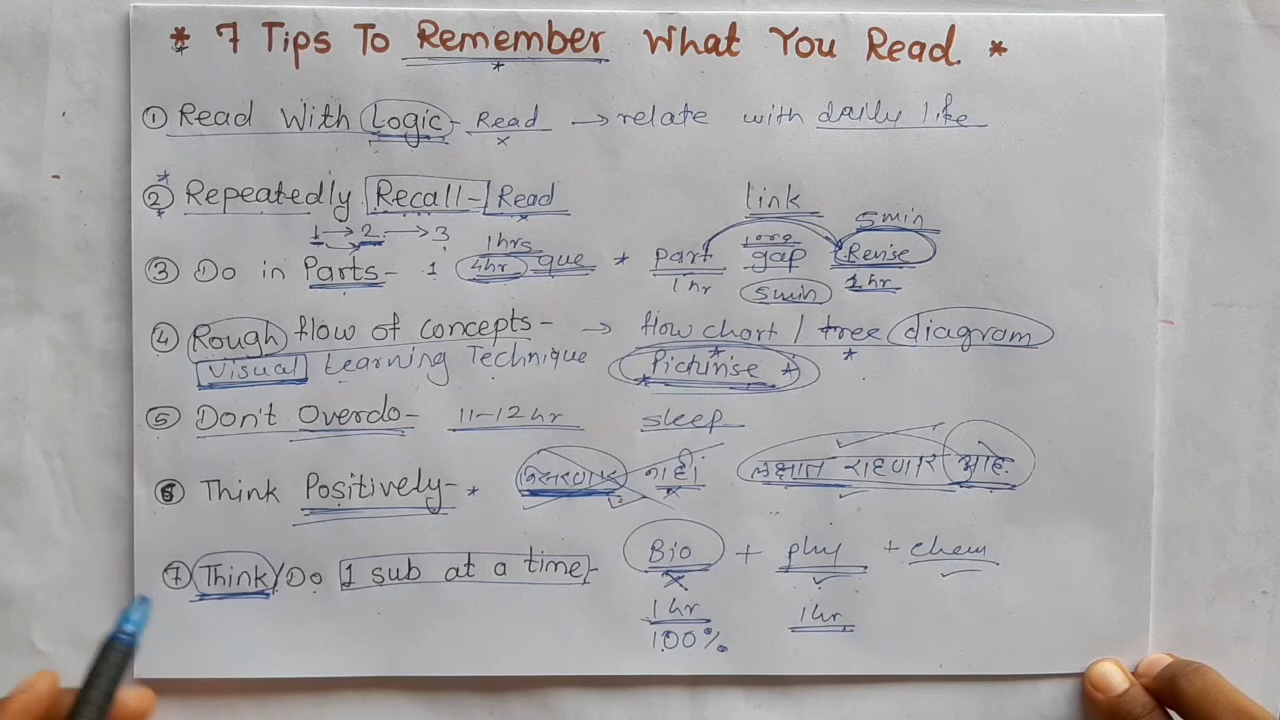 * 7 Tips To Remember What You Read. *
① Read With Logic - Read → relate with daily like
② Repeatedly Recall - Read link 5min
1 → 2 → 3 1hrs
③ Do in Parts - 1 4hr que * part gap Revise
1hr 5min 1hr
④ Rough flow of concepts - → flow chart / tree diagram
Visual Learning Technique Picturise
⑤ Don't Overdo - 11-12 hr sleep
⑥ Think Positively - * विसरणार नाही लक्षात राहणार आहे.
⑦ Think/Do 1 sub at a time - Bio + phy + chem
1hr 1hr
100%